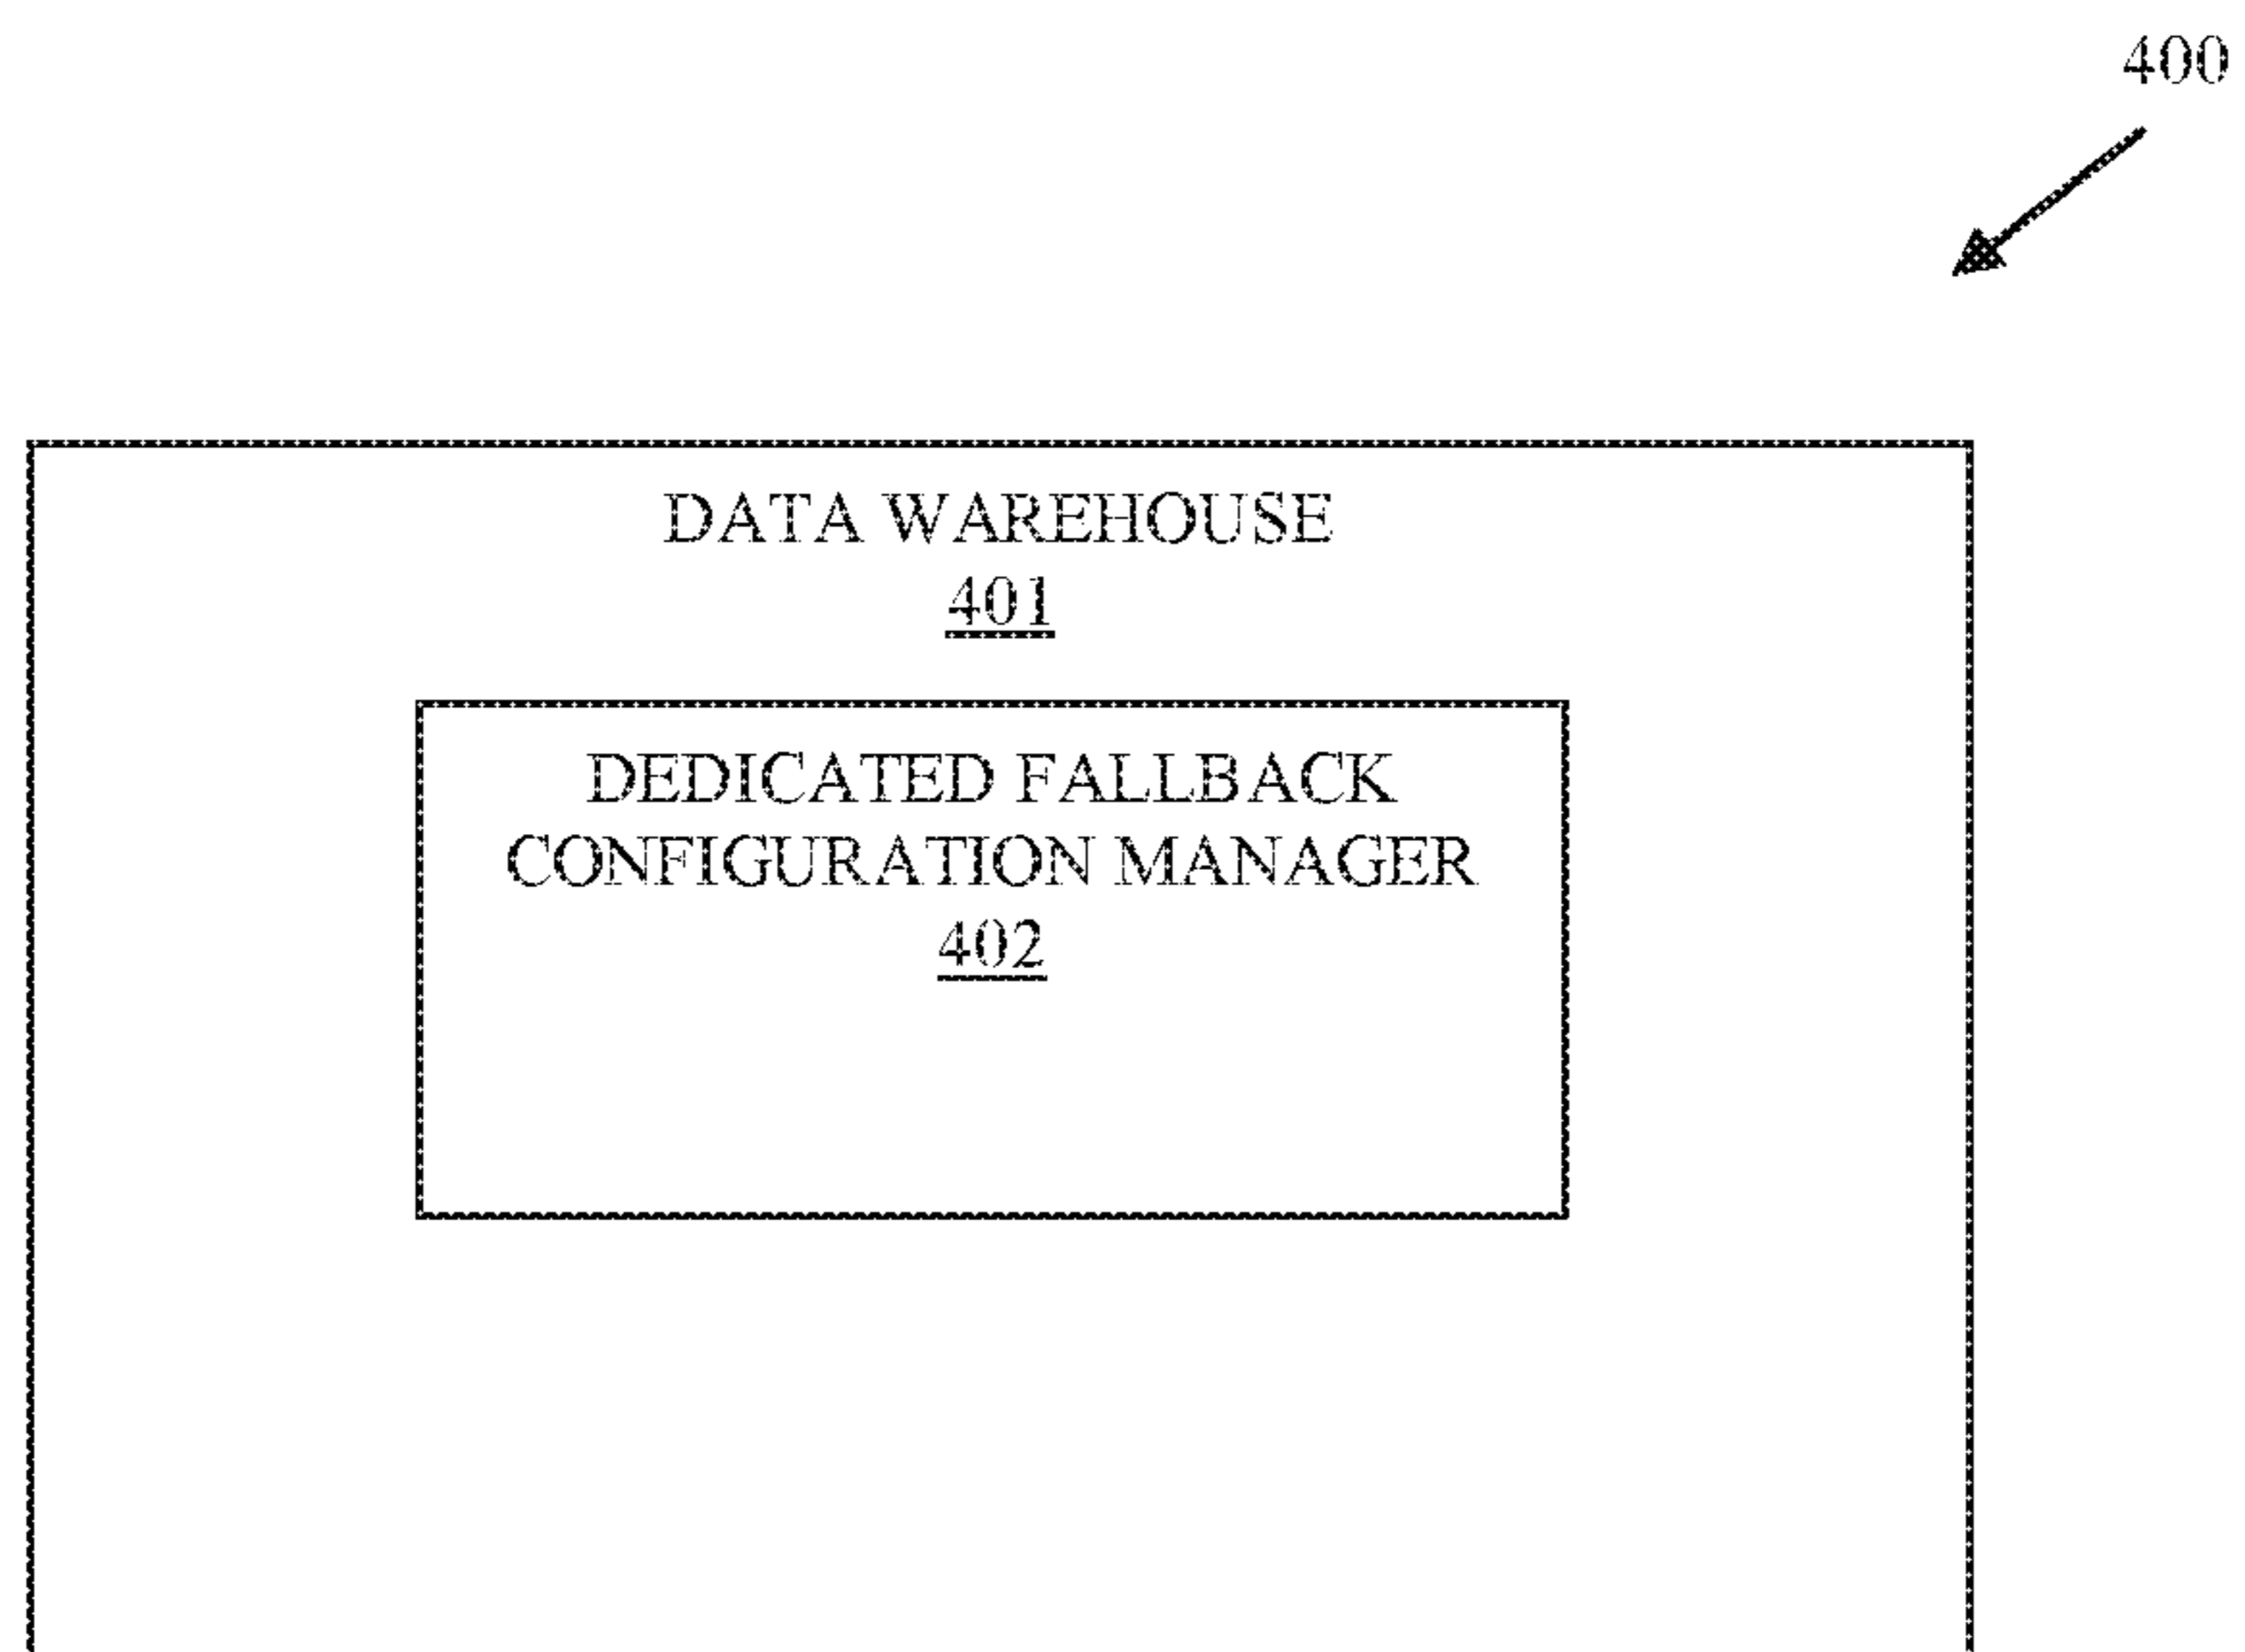 400
DATA WAREHOUSE
401
DEDICATED FALLBACK
CONFIGURATION MANAGER
402